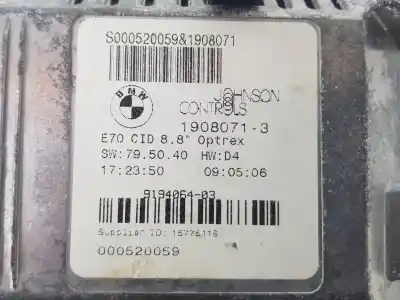 S000520059&1908071
BMW
JOHNSON
CONTROLS
1908071-3
E70 CID 8.8" Optrex
SW:79.50.40 HW:D4
17:23:50 09:05:06
9194064-03
Supplier ID: 15776116
000520059